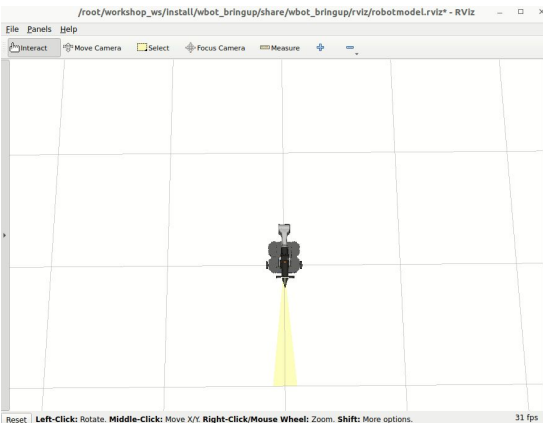 /root/workshop_ws/install/wbot_bringup/share/wbot_bringup/rviz/robotmodel.rviz* - RViz
File Panels Help
Interact Move Camera Select Focus Camera Measure
Reset Left-Click: Rotate. Middle-Click: Move X/Y. Right-Click/Mouse Wheel: Zoom. Shift: More options. 31 fps